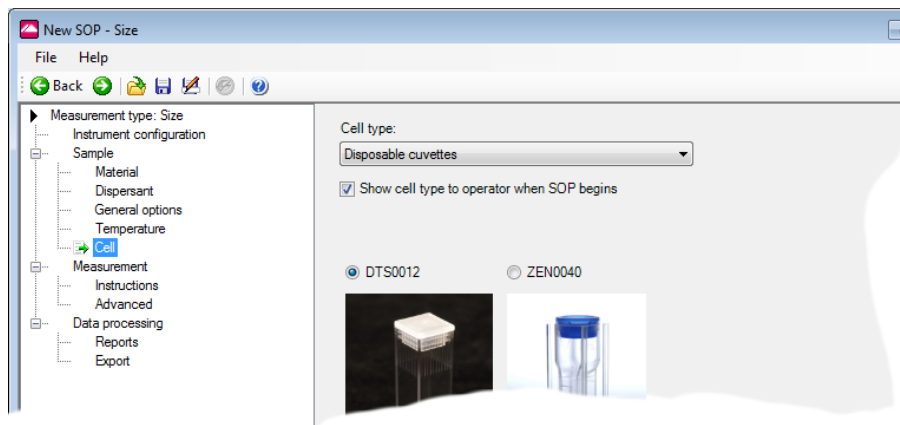 New SOP - Size
File Help
Back
Measurement type: Size
Instrument configuration
Sample
Material
Dispersant
General options
Temperature
Cell
Measurement
Instructions
Advanced
Data processing
Reports
Export
Cell type:
Disposable cuvettes
Show cell type to operator when SOP begins
DTS0012 ZEN0040